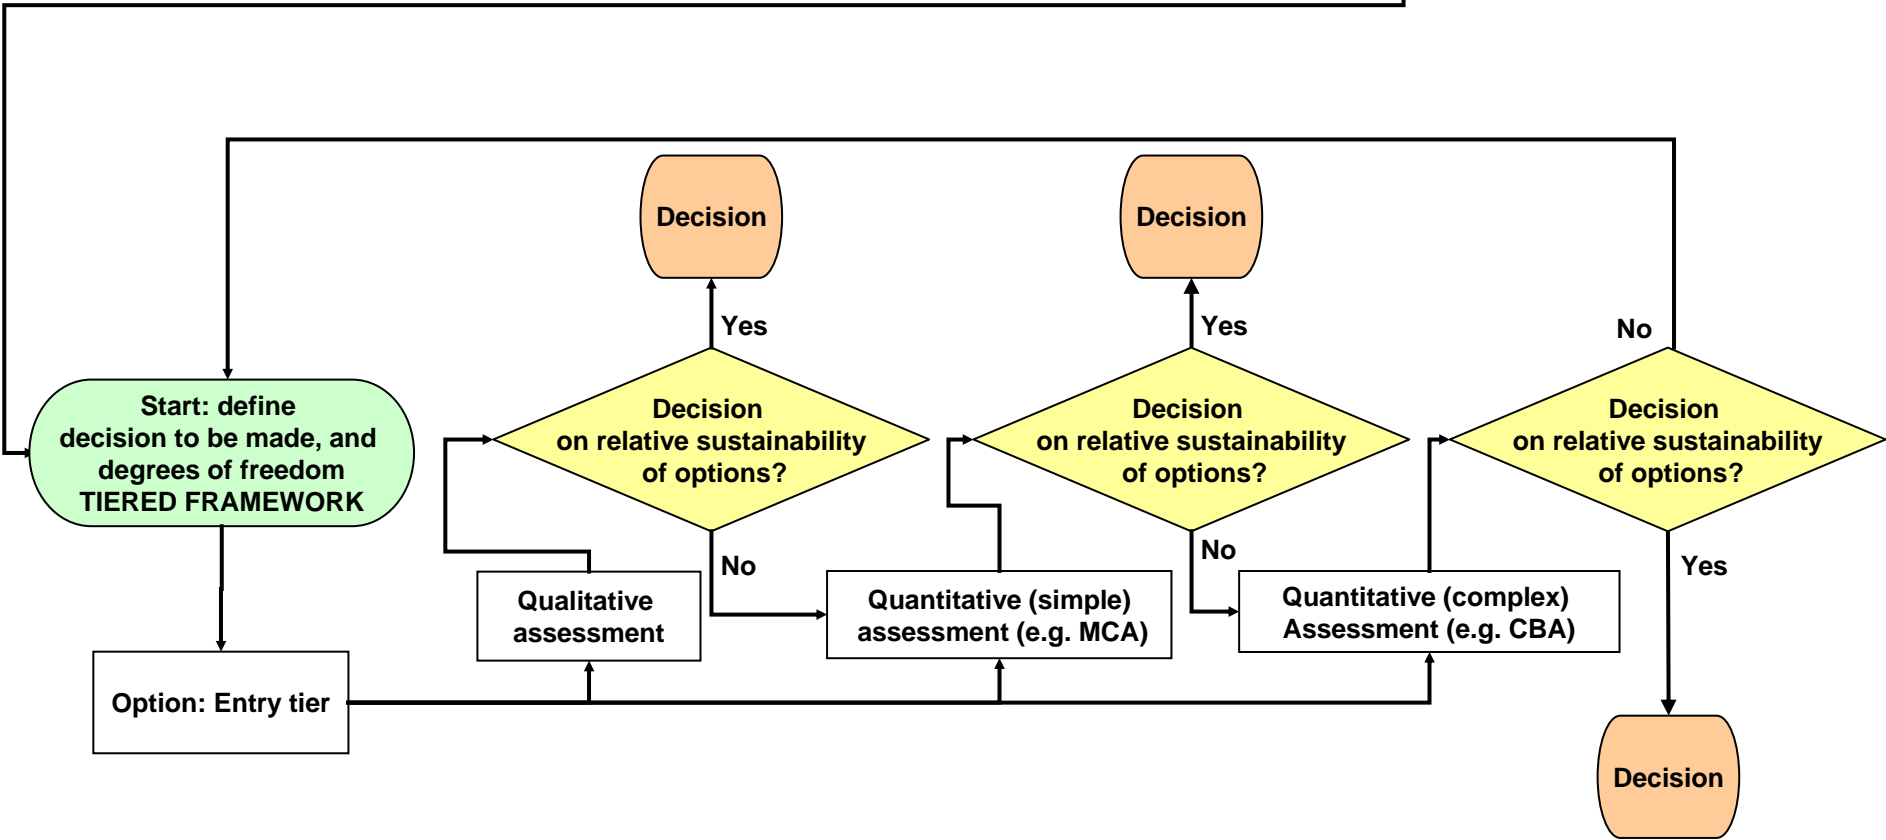 Decision
Decision
Yes
Yes
No
Start: define
decision to be made, and
degrees of freedom
TIERED FRAMEWORK
Decision
on relative sustainability
of options?
Decision
on relative sustainability
of options?
Decision
on relative sustainability
of options?
No
No
Yes
Qualitative
assessment
Quantitative (simple)
assessment (e.g. MCA)
Quantitative (complex)
Assessment (e.g. CBA)
Option: Entry tier
Decision